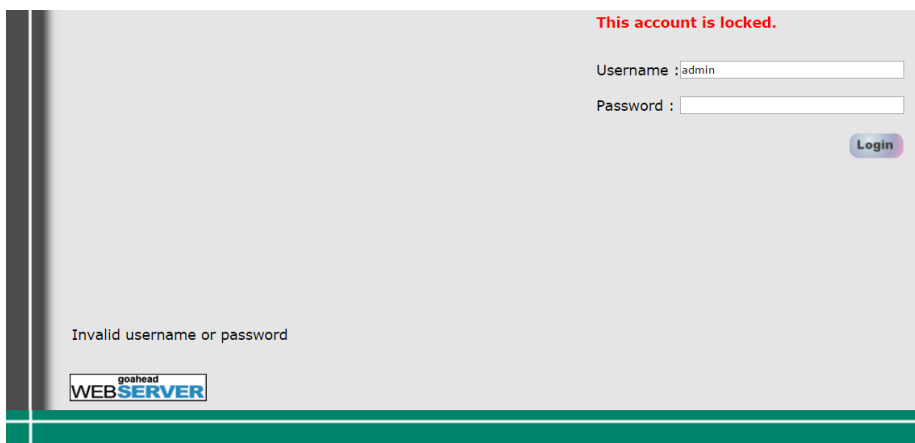 This account is locked.
Username : admin
Password :
Login
Invalid username or password
goahead
WEBSERVER